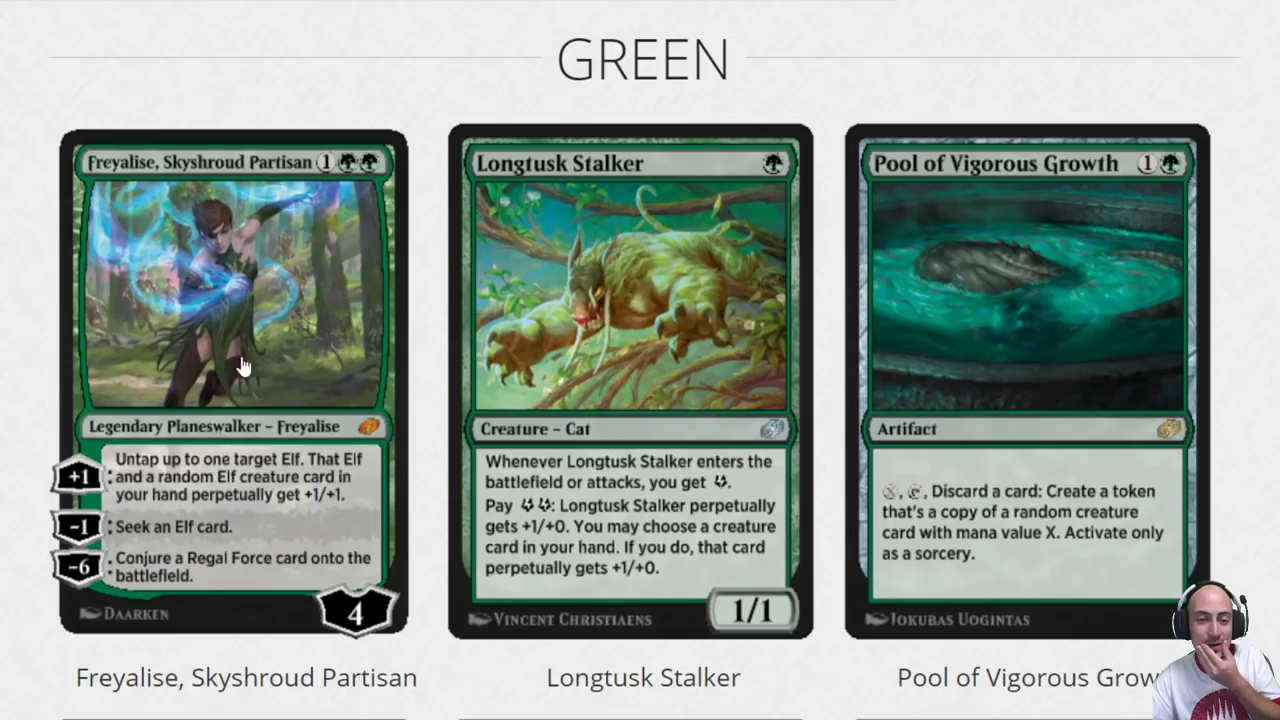 GREEN
Freyalise, Skyshroud Partisan 1
Legendary Planeswalker – Freyalise
+1 : Untap up to one target Elf. That Elf
and a random Elf creature card in
your hand perpetually get +1/+1.
-1 : Seek an Elf card.
-6 : Conjure a Regal Force card onto the
battlefield.
DAARKEN
4
Longtusk Stalker
Creature – Cat
Whenever Longtusk Stalker enters the
battlefield or attacks, you get .
Pay : Longtusk Stalker perpetually
gets +1/+0. You may choose a creature
card in your hand. If you do, that card
perpetually gets +1/+0.
VINCENT CHRISTIAENS
1/1
Pool of Vigorous Growth 1
Artifact
X, , Discard a card: Create a token
that's a copy of a random creature
card with mana value X. Activate only
as a sorcery.
JOKUBAS UOGINTAS
Freyalise, Skyshroud Partisan
Longtusk Stalker
Pool of Vigorous Grow